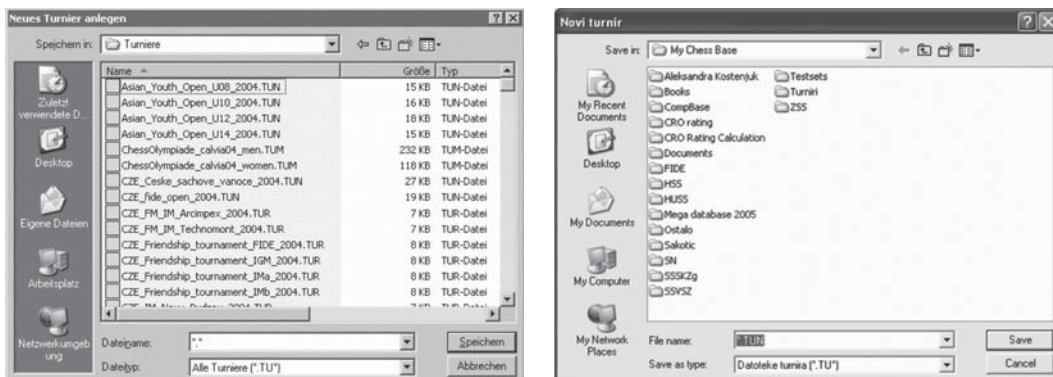 Neues Turnier anlegen
Speichern in: Turniere
Name Größe Typ
Asian_Youth_Open_U08_2004.TUN 15 KB TUN-Datei
Asian_Youth_Open_U10_2004.TUN 16 KB TUN-Datei
Asian_Youth_Open_U12_2004.TUN 18 KB TUN-Datei
Asian_Youth_Open_U14_2004.TUN 15 KB TUN-Datei
ChessOlympiade_calvia04_men.TUM 232 KB TUM-Datei
ChessOlympiade_calvia04_women.TUM 118 KB TUM-Datei
CZE_Ceske_sachove_vanoce_2004.TUN 27 KB TUN-Datei
CZE_fide_open_2004.TUN 19 KB TUN-Datei
CZE_FM_IM_Arcimpex_2004.TUR 7 KB TUR-Datei
CZE_FM_IM_Technomont_2004.TUR 7 KB TUR-Datei
CZE_Friendship_tournament_FIDE_2004.TUR 8 KB TUR-Datei
CZE_Friendship_tournament_IGM_2004.TUR 8 KB TUR-Datei
CZE_Friendship_tournament_IMa_2004.TUR 8 KB TUR-Datei
CZE_Friendship_tournament_IMb_2004.TUR 8 KB TUR-Datei
Zuletzt
verwendete D...
Desktop
Eigene Dateien
Arbeitsplatz
Netzwerkumgeb
ung
Dateiname: *.* Speichern
Dateityp: Alle Turniere (*.TU*) Abbrechen
Novi turnir
Save in: My Chess Base
My Recent
Documents
Desktop
My Documents
My Computer
My Network
Places
Aleksandra Kostenjuk
Books
CompBase
CRO rating
CRO Rating Calculation
Documents
FIDE
HSS
HUSS
Mega database 2005
Ostalo
Sakotic
SN
SSSKZg
SSVSZ
Testsets
Turniri
ZSS
File name: *.TUN Save
Save as type: Datoteke turnira (*.TU*) Cancel